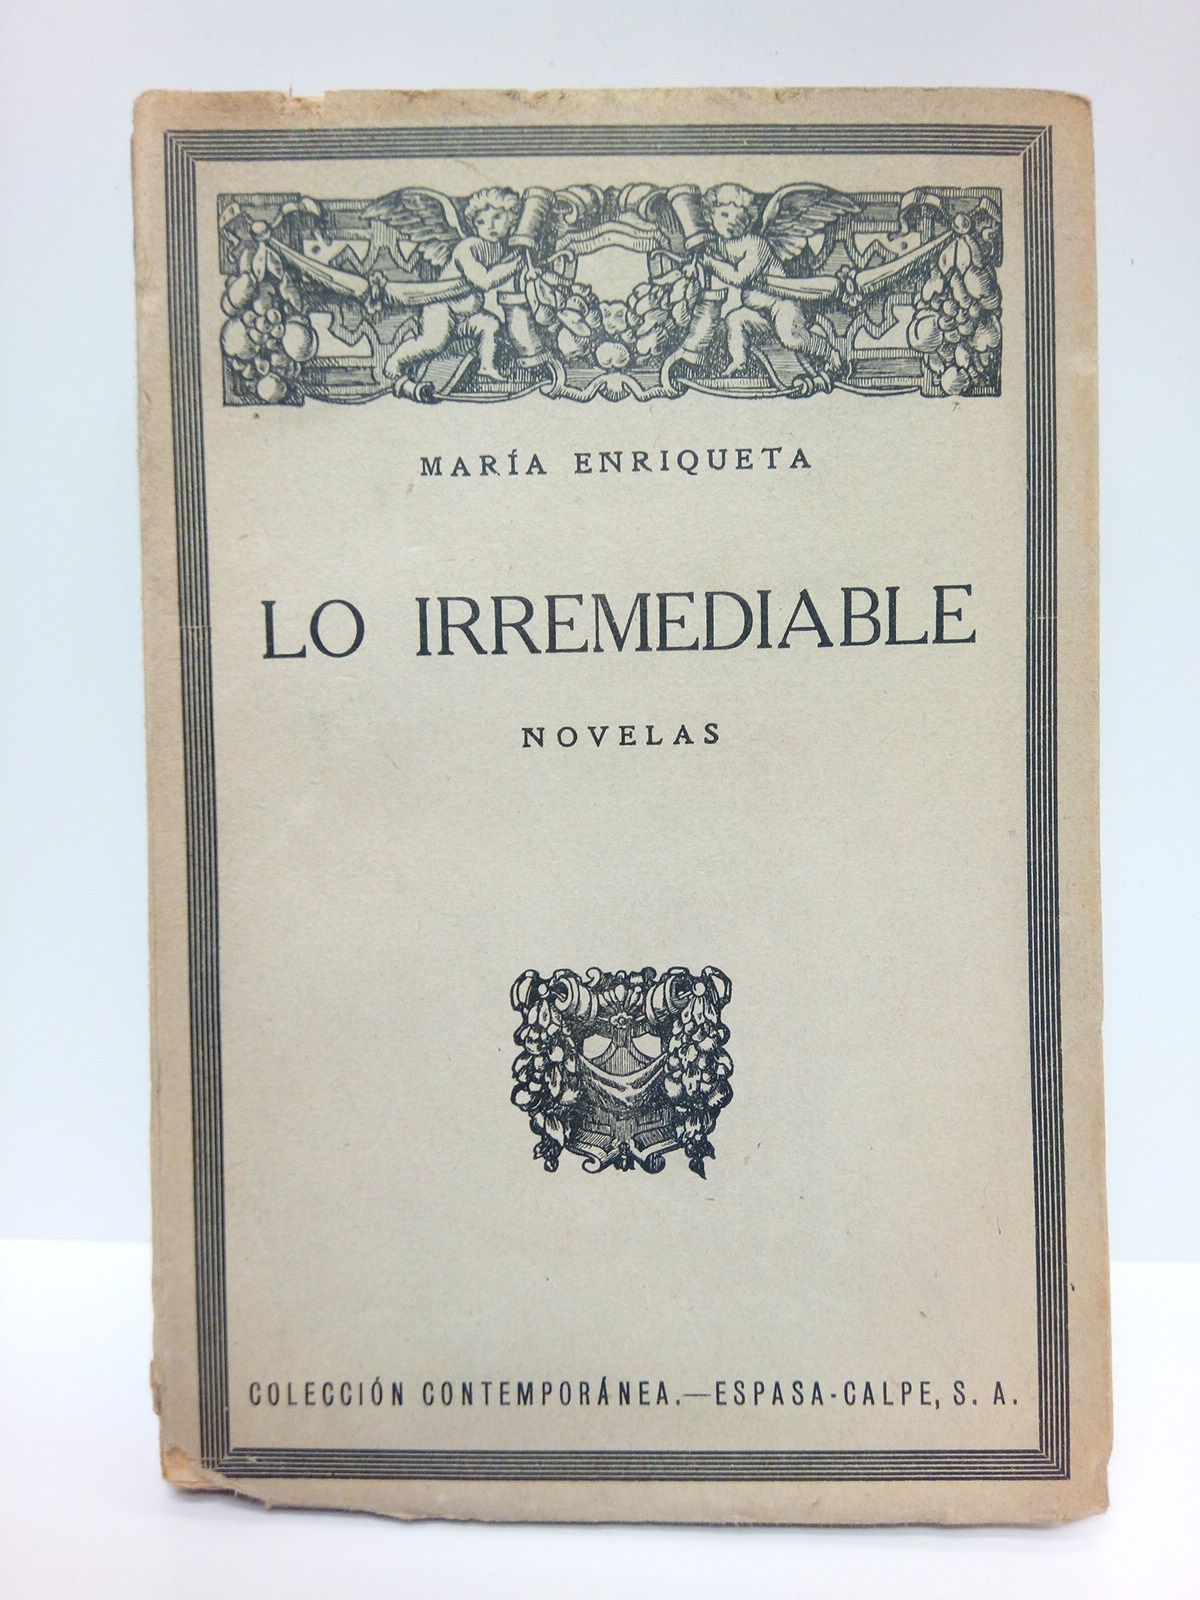 MARÍA ENRIQUETA
LO IRREMEDIABLE
NOVELAS
COLECCIÓN CONTEMPORÁNEA.—ESPASA-CALPE, S. A.